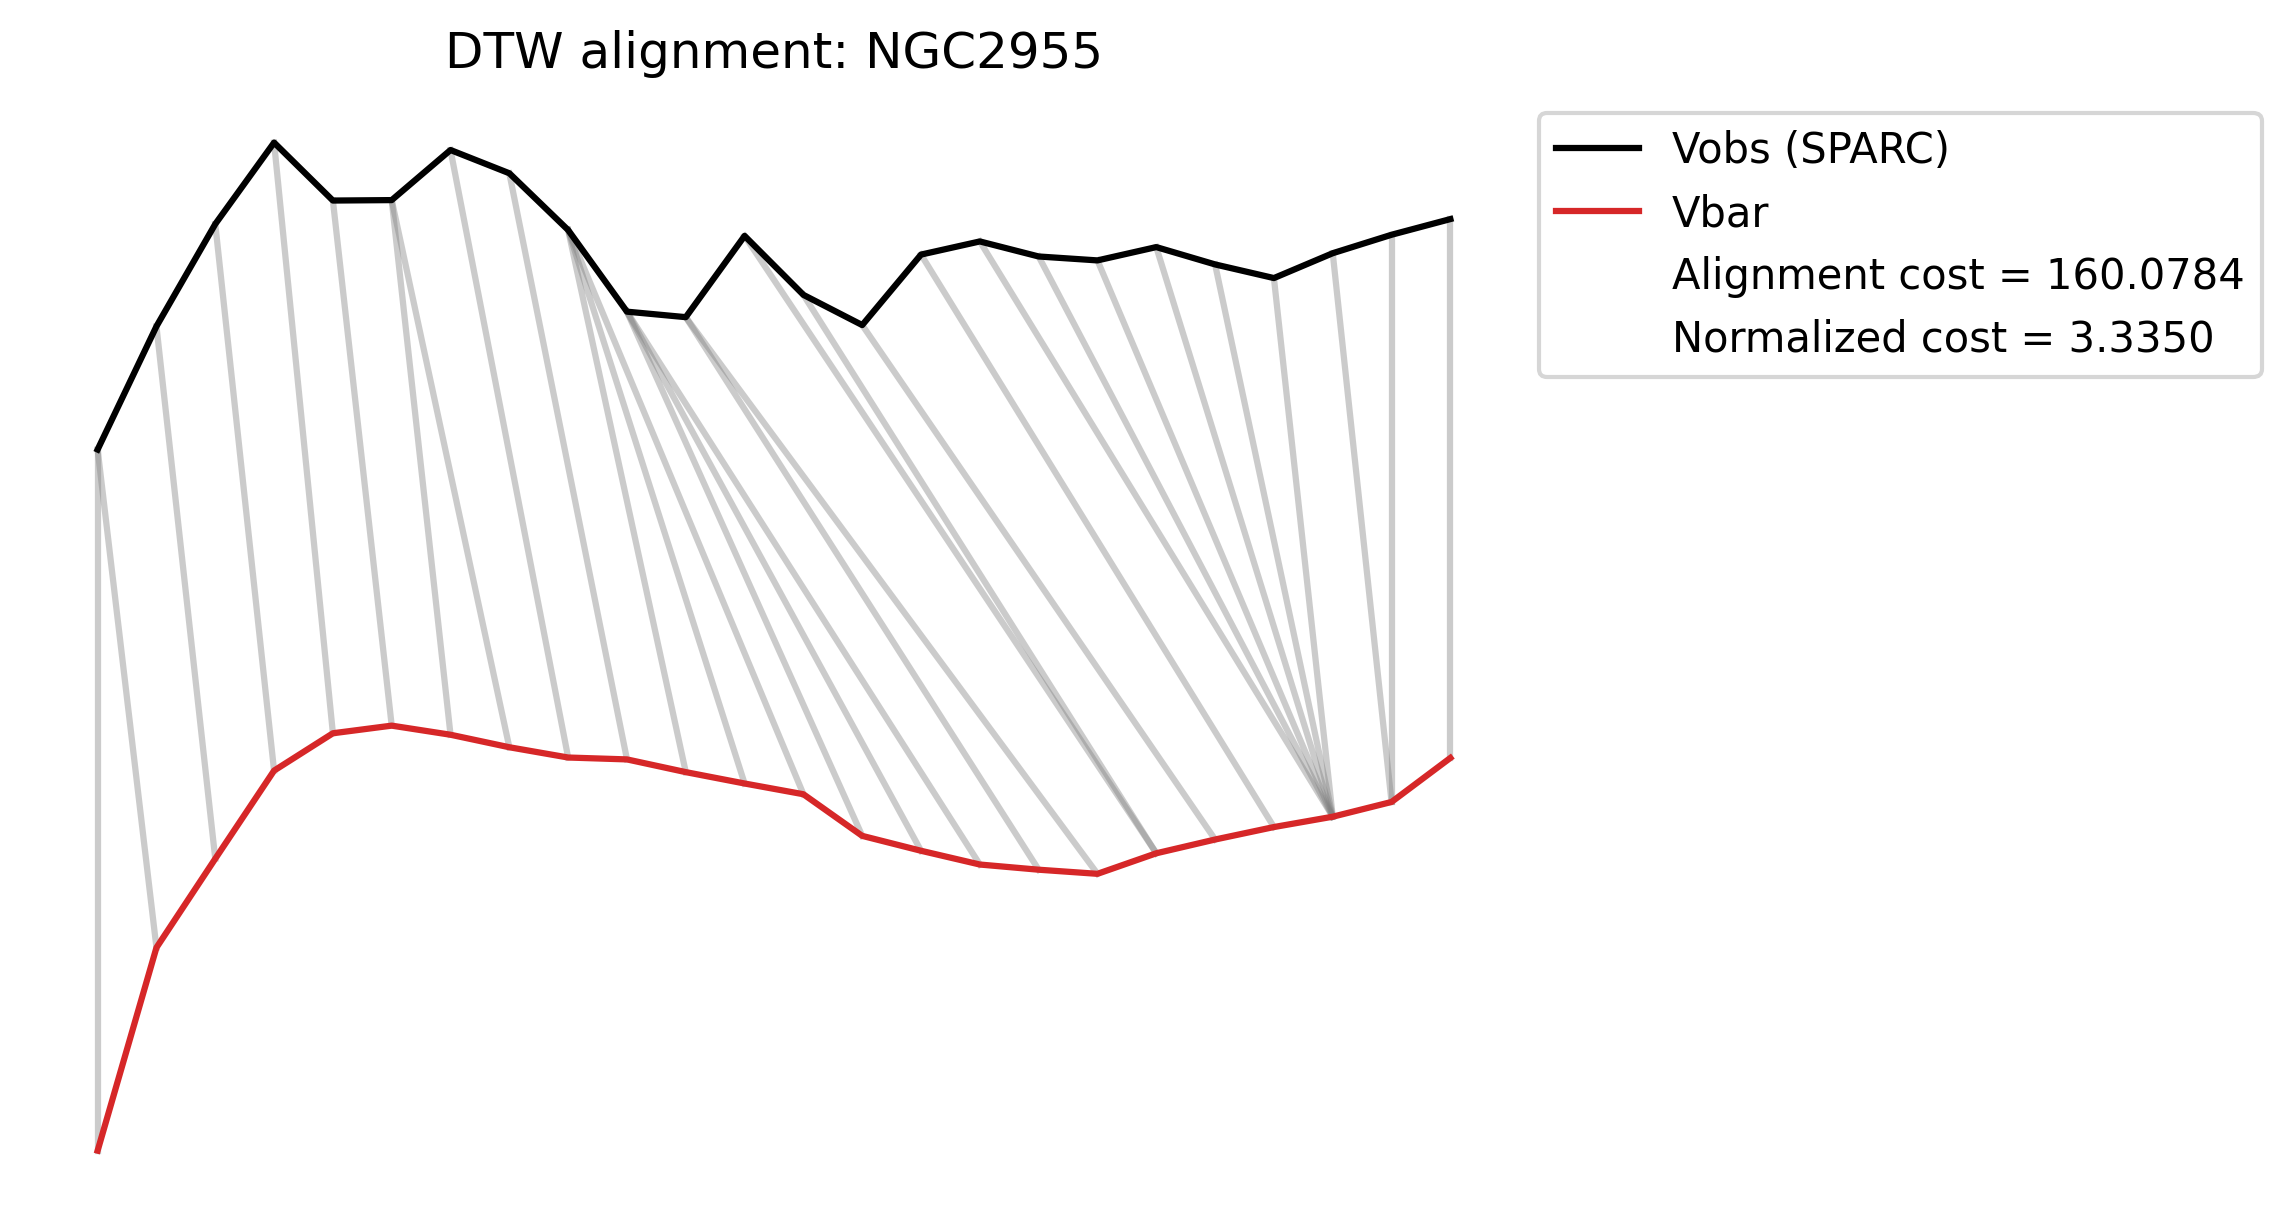 DTW alignment: NGC2955
Vobs (SPARC)
Vbar
Alignment cost = 160.0784
Normalized cost = 3.3350